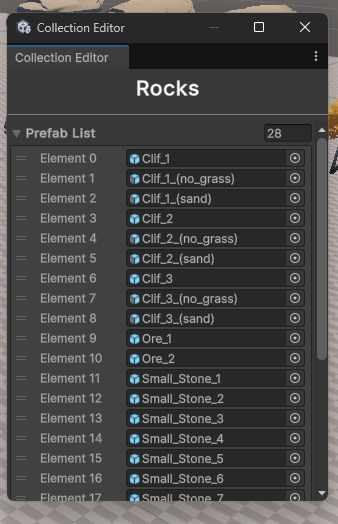 Collection Editor
Collection Editor
Rocks
Prefab List 28
Element 0 Clif_1
Element 1 Clif_1_(no_grass)
Element 2 Clif_1_(sand)
Element 3 Clif_2
Element 4 Clif_2_(no_grass)
Element 5 Clif_2_(sand)
Element 6 Clif_3
Element 7 Clif_3_(no_grass)
Element 8 Clif_3_(sand)
Element 9 Ore_1
Element 10 Ore_2
Element 11 Small_Stone_1
Element 12 Small_Stone_2
Element 13 Small_Stone_3
Element 14 Small_Stone_4
Element 15 Small_Stone_5
Element 16 Small_Stone_6
Element 17 Small_Stone_7